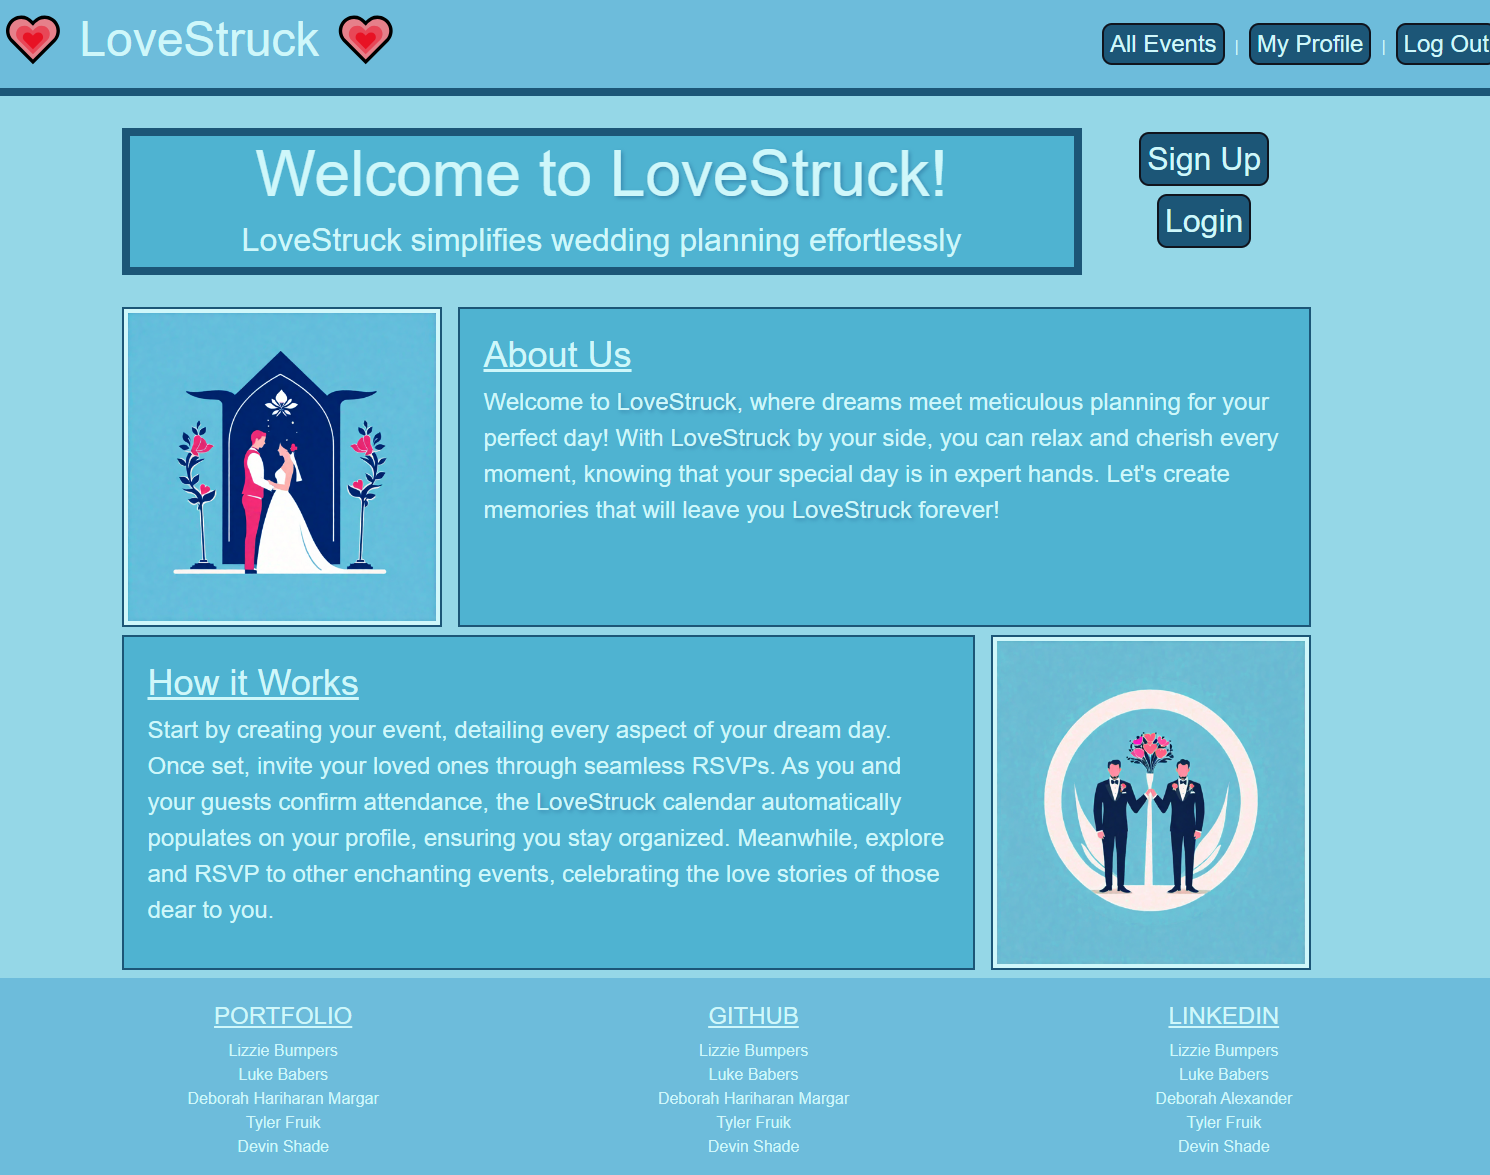 LoveStruck
All Events | My Profile | Log Out
Welcome to LoveStruck!
LoveStruck simplifies wedding planning effortlessly
Sign Up
Login
About Us
Welcome to LoveStruck, where dreams meet meticulous planning for your
perfect day! With LoveStruck by your side, you can relax and cherish every
moment, knowing that your special day is in expert hands. Let's create
memories that will leave you LoveStruck forever!
How it Works
Start by creating your event, detailing every aspect of your dream day.
Once set, invite your loved ones through seamless RSVPs. As you and
your guests confirm attendance, the LoveStruck calendar automatically
populates on your profile, ensuring you stay organized. Meanwhile, explore
and RSVP to other enchanting events, celebrating the love stories of those
dear to you.
PORTFOLIO
Lizzie Bumpers
Luke Babers
Deborah Hariharan Margar
Tyler Fruik
Devin Shade
GITHUB
Lizzie Bumpers
Luke Babers
Deborah Hariharan Margar
Tyler Fruik
Devin Shade
LINKEDIN
Lizzie Bumpers
Luke Babers
Deborah Alexander
Tyler Fruik
Devin Shade